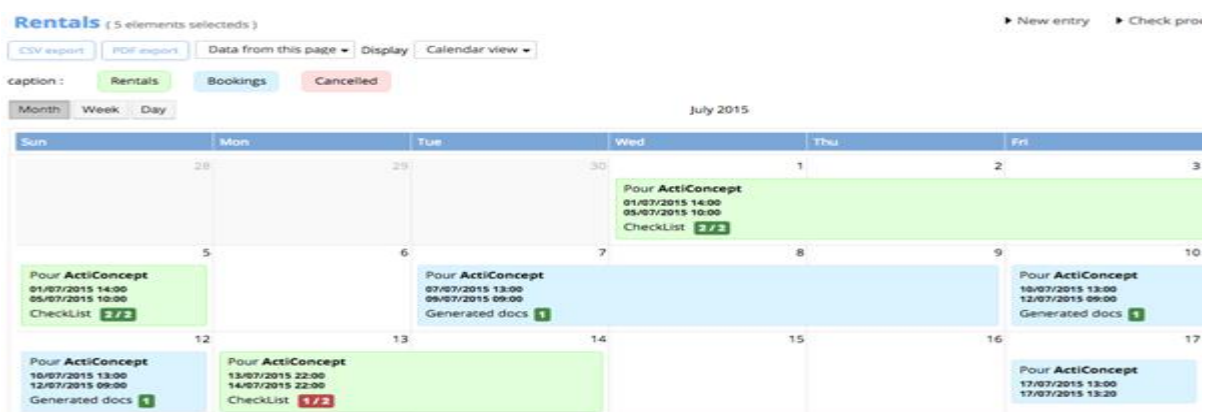 Rentals ( 5 elements selecteds )
New entry Check pro
CSV export PDF export Data from this page Display Calendar view
caption : Rentals Bookings Cancelled
Month Week Day
July 2015
Sun Mon Tue Wed Thu Fri
28 29 30 1 2 3
Pour ActiConcept
01/07/2015 14:00
05/07/2015 10:00
CheckList 2/2
5 6 7 8 9 10
Pour ActiConcept
01/07/2015 14:00
05/07/2015 10:00
CheckList 2/2
Pour ActiConcept
07/07/2015 13:00
09/07/2015 09:00
Generated docs 1
Pour ActiConcept
10/07/2015 13:00
12/07/2015 09:00
Generated docs 1
12 13 14 15 16 17
Pour ActiConcept
10/07/2015 13:00
12/07/2015 09:00
Generated docs 1
Pour ActiConcept
13/07/2015 22:00
14/07/2015 22:00
CheckList 1/2
Pour ActiConcept
17/07/2015 13:00
17/07/2015 13:20